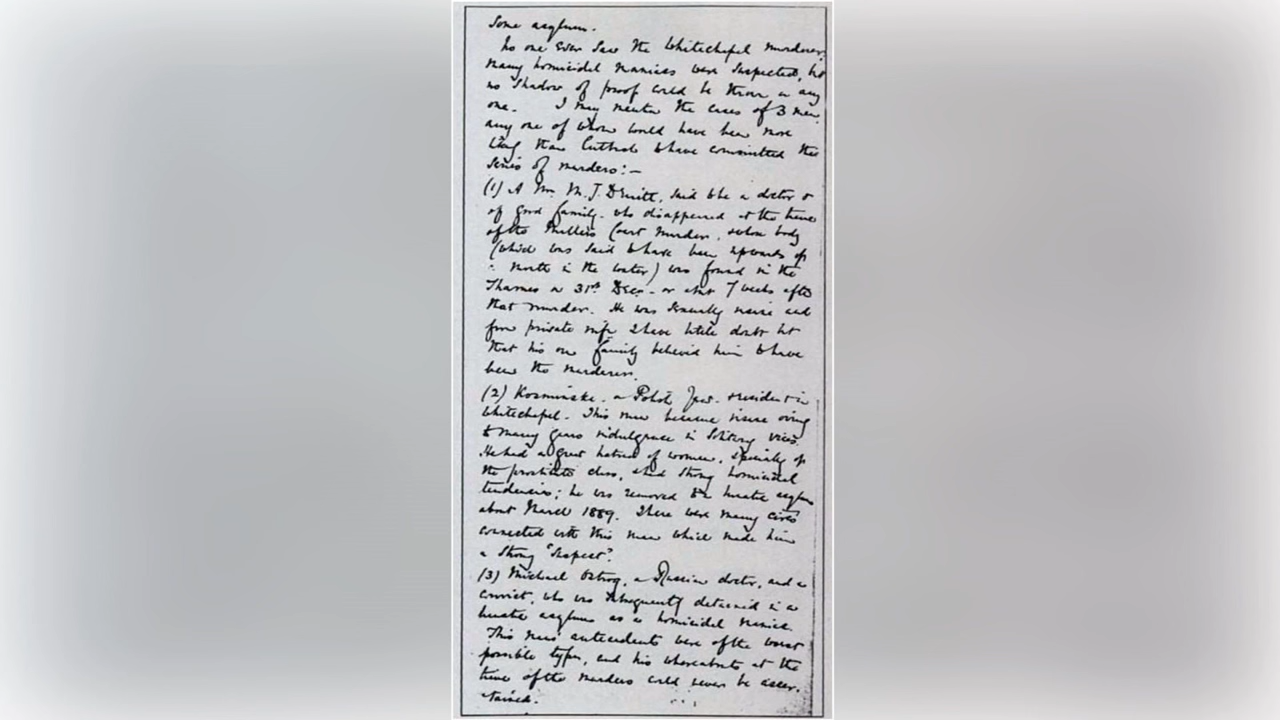 some asylum.
No one ever saw the Whitechapel murderer,
many homicidal maniacs were suspected, but
no shadow of proof could be thrown on any
one. I may mention the cases of 3 men,
any one of whom would have been more
likely than Cutbush to have committed this
series of murders:-
(1) A Mr M. J. Druitt, said to be a doctor &
of good family - who disappeared at the time
of the Miller's Court murder, & whose body
(which was said to have been upwards of
a month in the water) was found in the
Thames on 31st Decr - or about 7 weeks after
that murder. He was sexually insane and
from private inf. I have little doubt but
that his own family believed him to have
been the murderer.
(2) Kosminski - a Polish Jew - & resident in
Whitechapel. This man became insane owing
to many years indulgence in solitary vices.
He had a great hatred of women, specially of
the prostitute class, & had strong homicidal
tendencies; he was removed to a lunatic asylum
about March 1889. There were many circs
connected with this man which made him
a strong "suspect".
(3) Michael Ostrog, a Russian doctor, and a
convict, who was subsequently detained in a
lunatic asylum as a homicidal maniac.
This man's antecedents were of the worst
possible type, and his whereabouts at the
time of the murders could never be ascer-
tained.